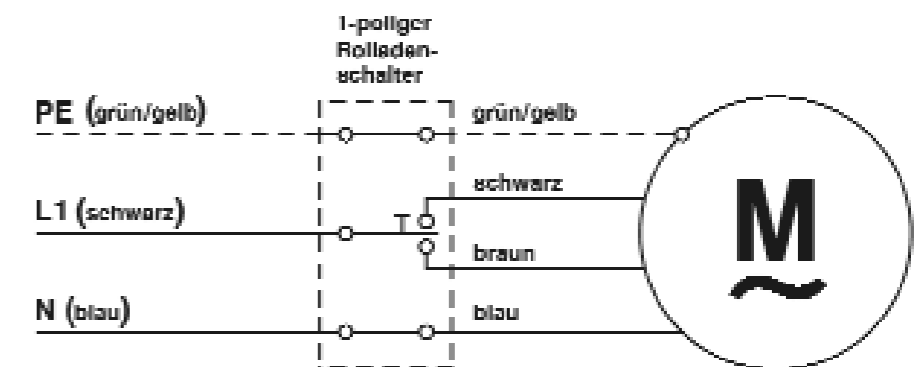 1-poliger
Rolladen-
schalter
PE (grün/gelb)
grün/gelb
schwarz
L1 (schwarz)
T
braun
M
N (blau)
blau